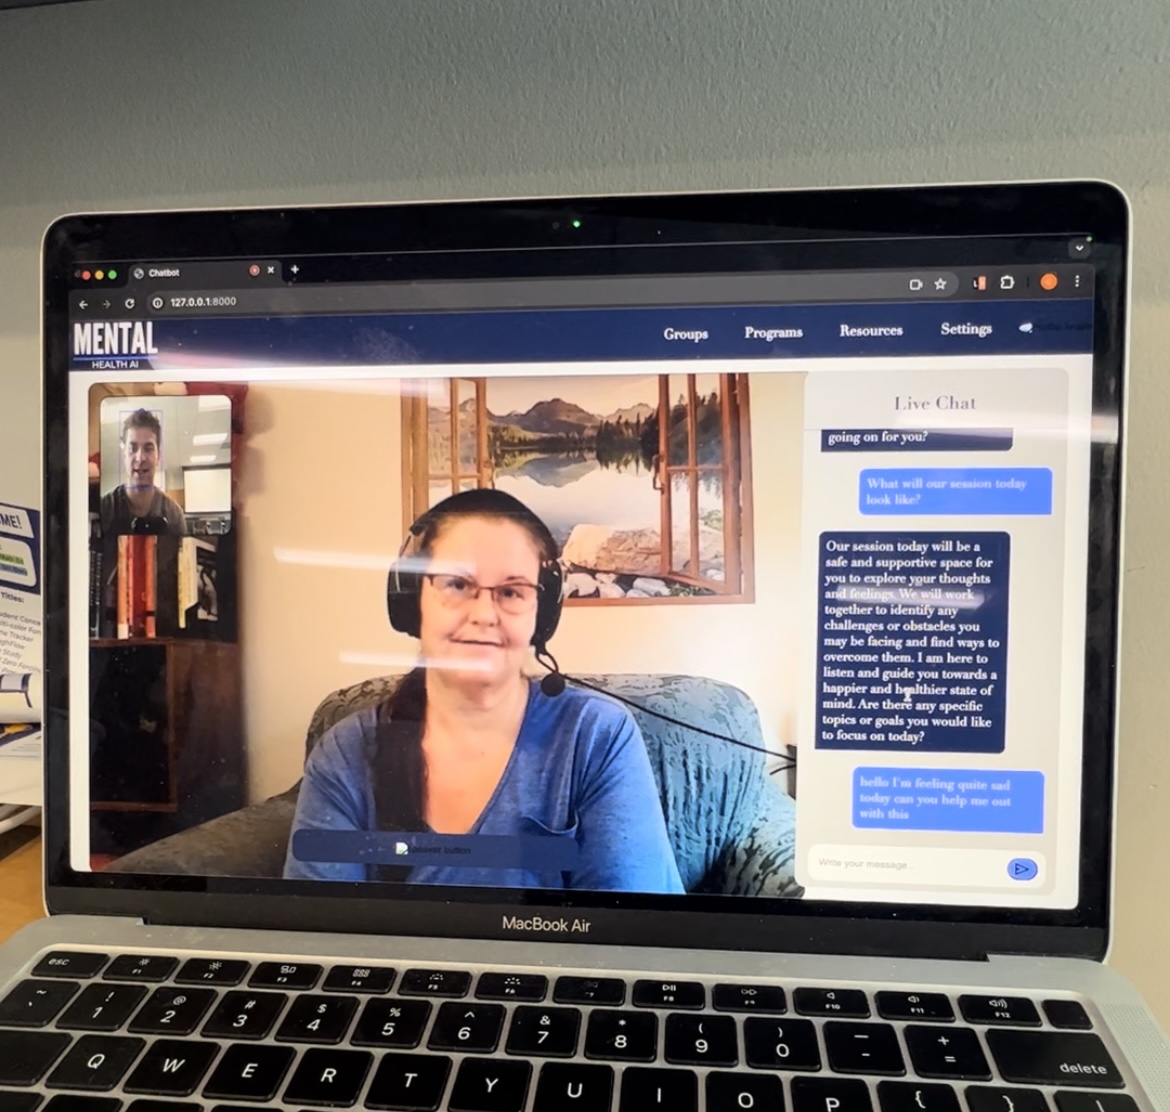 Chatbot
127.0.0.1:8000
MENTAL
HEALTH AI
Groups
Programs
Resources
Settings
Live Chat
going on for you?
What will our session today
look like?
Our session today will be a
safe and supportive space for
you to explore your thoughts
and feelings. We will work
together to identify any
challenges or obstacles you
may be facing and find ways to
overcome them. I am here to
listen and guide you towards a
happier and healthier state of
mind. Are there any specific
topics or goals you would like
to focus on today?
hello I'm feeling quite sad
today can you help me out
with this
Write your message...
button
ME!
Titles:
Study
MacBook Air
esc
F1
F2
F3
F4
F5
F6
F7
F8
F9
F10
F11
F12
~
!
1
@
2
#
3
$
4
%
5
^
6
&
7
*
8
(
9
)
0
-
+
=
delete
Q
W
E
R
T
Y
U
I
O
P
{
}